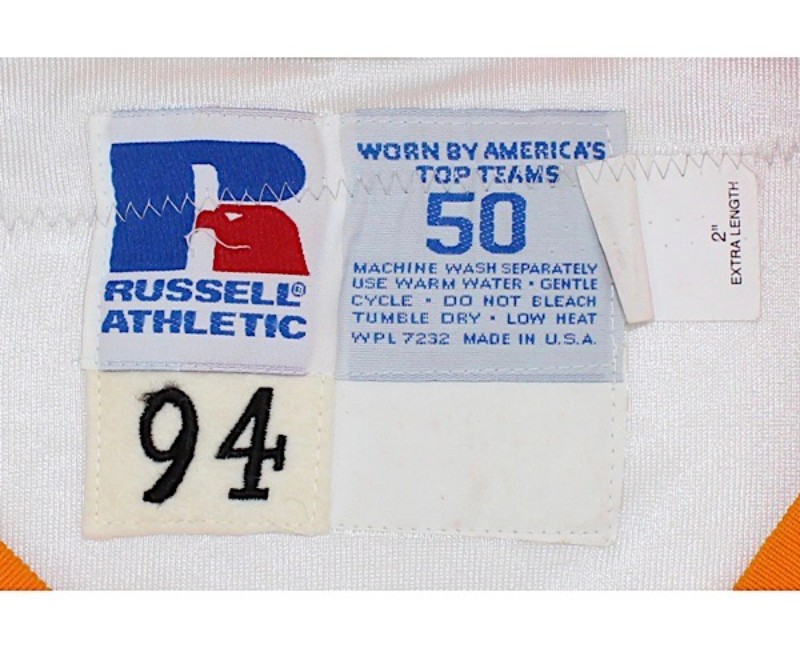 RUSSELL®
ATHLETIC
94
WORN BY AMERICA'S
TOP TEAMS
50
MACHINE WASH SEPARATELY
USE WARM WATER · GENTLE
CYCLE · DO NOT BLEACH
TUMBLE DRY · LOW HEAT
WPL 7232 MADE IN U.S.A.
2"
EXTRA LENGTH